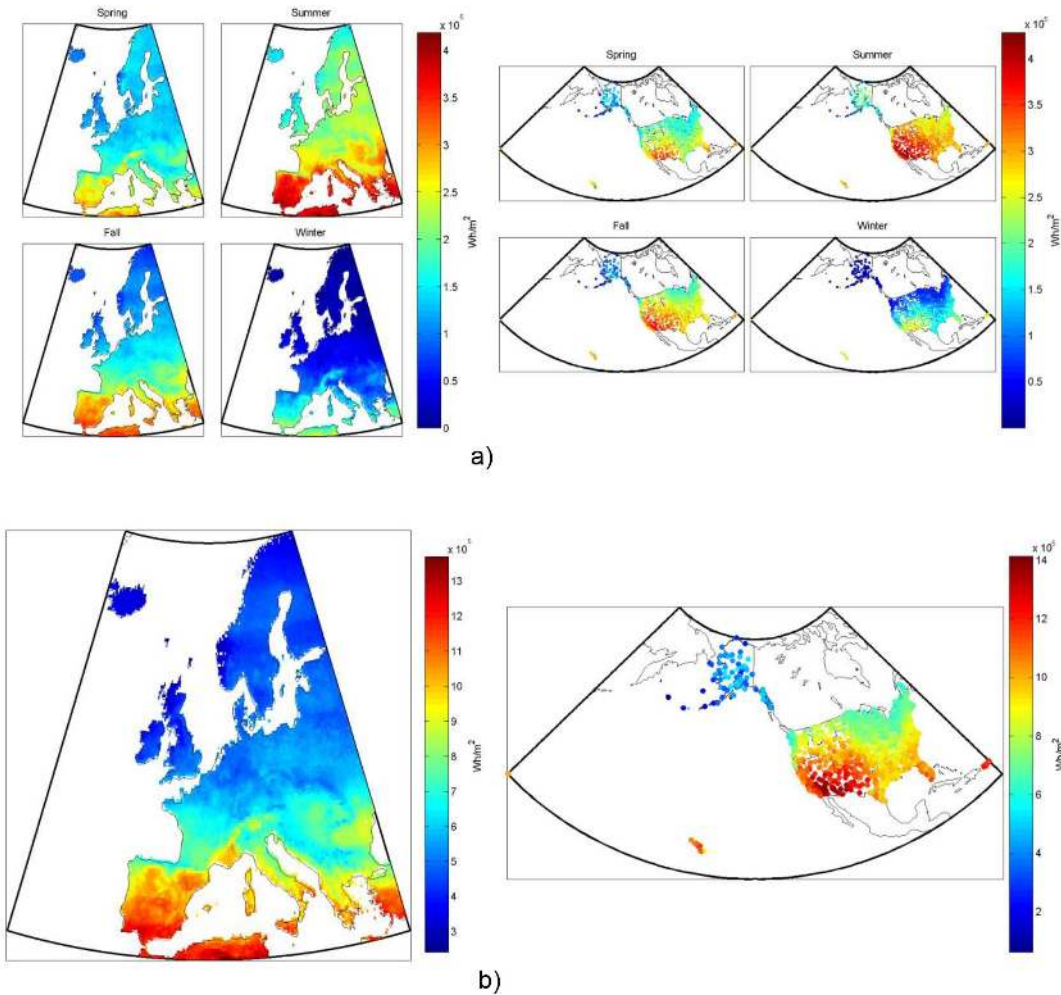 Spring
Summer
x 10⁵
4
3.5
3
2.5
2
1.5
1
0.5
0
Wh/m²
Fall
Winter
Spring
Summer
x 10⁵
4
3.5
3
2.5
2
1.5
1
0.5
Wh/m²
Fall
Winter
a)
x 10⁵
13
12
11
10
9
8
7
6
5
4
3
Wh/m²
x 10⁵
14
12
10
8
6
4
2
Wh/m²
b)